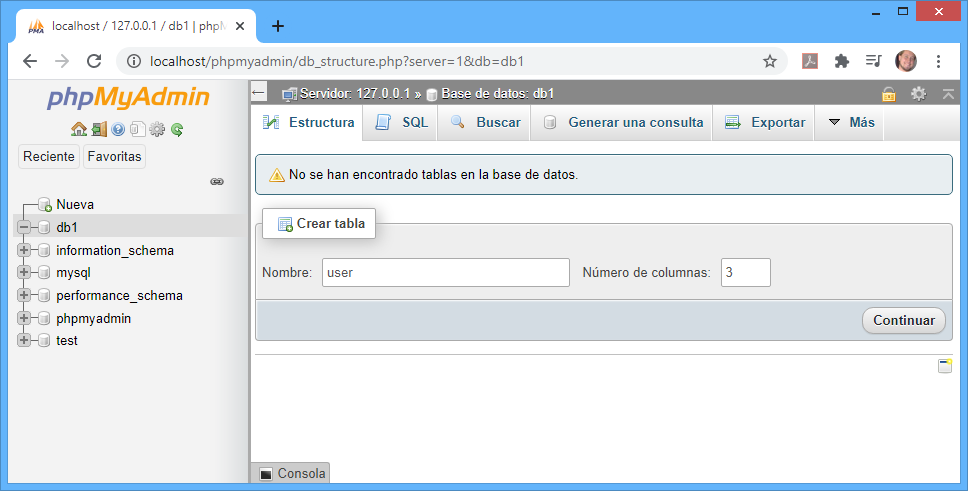 localhost / 127.0.0.1 / db1 | phpM
localhost/phpmyadmin/db_structure.php?server=1&db=db1
phpMyAdmin
Reciente Favoritas
Nueva
db1
information_schema
mysql
performance_schema
phpmyadmin
test
Servidor: 127.0.0.1 » Base de datos: db1
Estructura SQL Buscar Generar una consulta Exportar Más
No se han encontrado tablas en la base de datos.
Crear tabla
Nombre: user Número de columnas: 3
Continuar
Consola